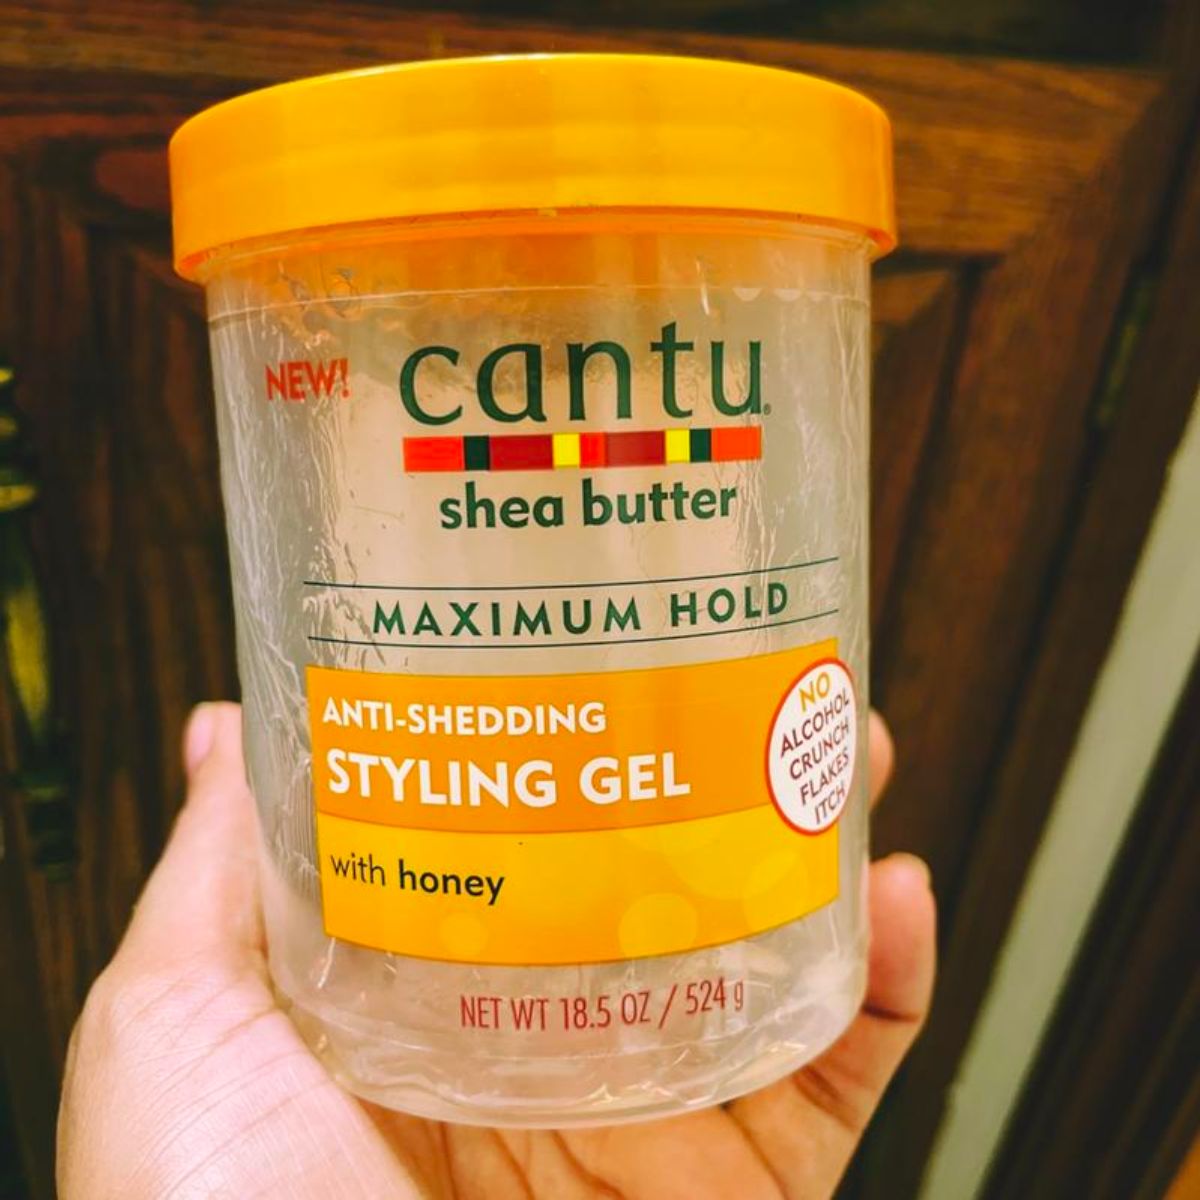 NEW!
cantu®
shea butter
MAXIMUM HOLD
ANTI-SHEDDING
STYLING GEL
NO
ALCOHOL
CRUNCH
FLAKES
ITCH
with honey
NET WT 18.5 OZ / 524 g